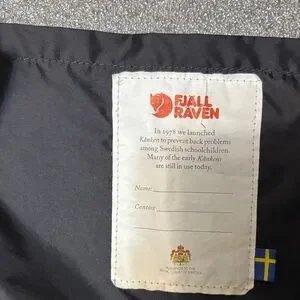 FJÄLL
RÄVEN
In 1978 we launched
Kånken to prevent back problems
among Swedish schoolchildren.
Many of the early Kånkens
are still in use today.
Name:
Contact: